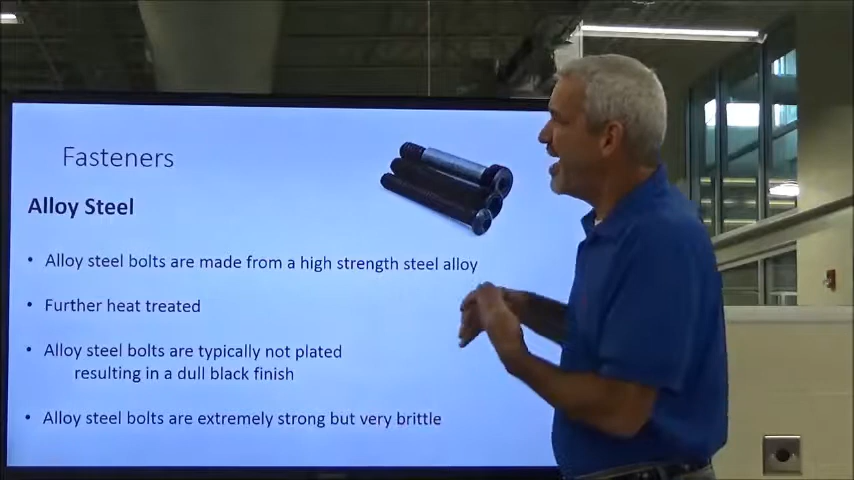 Fasteners
Alloy Steel
• Alloy steel bolts are made from a high strength steel alloy
• Further heat treated
• Alloy steel bolts are typically not plated
resulting in a dull black finish
• Alloy steel bolts are extremely strong but very brittle